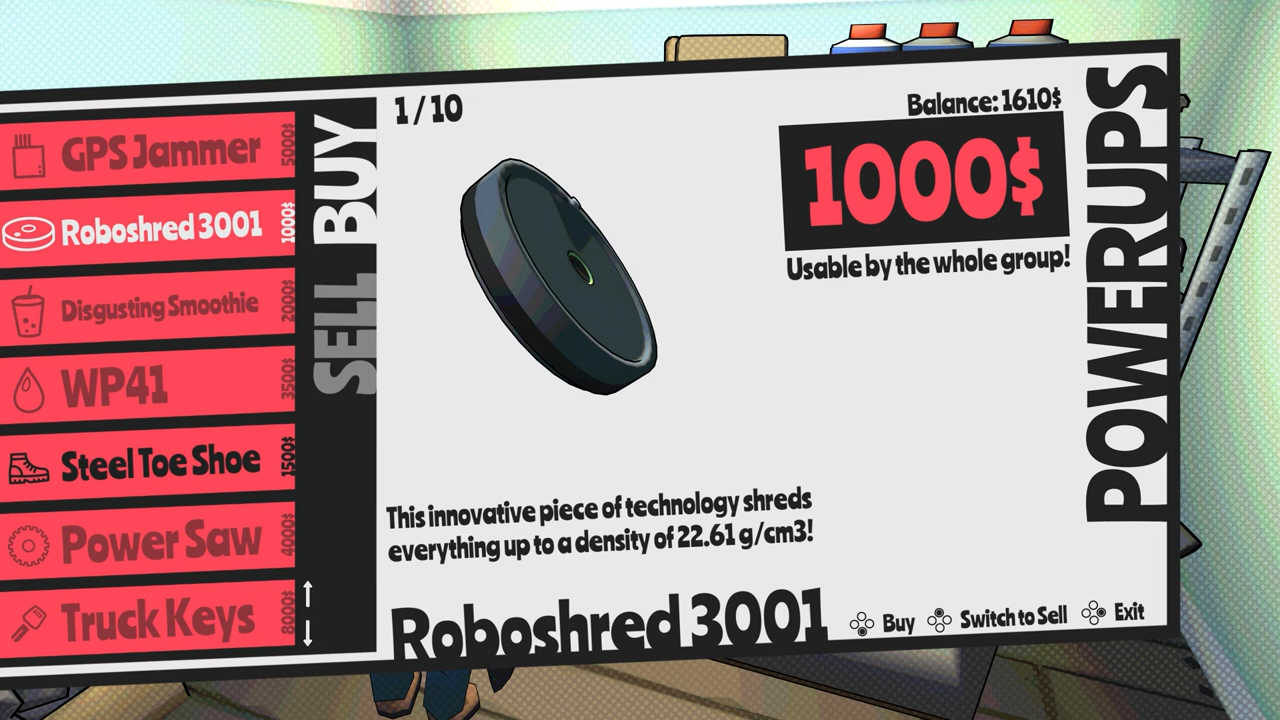 GPS Jammer 5000$
Roboshred 3001 1000$
Disgusting Smoothie 2000$
WP41 3500$
Steel Toe Shoe 1500$
Power Saw 4000$
Truck Keys 8000$
BUY
SELL
1/10
Balance: 1610$
1000$
Usable by the whole group!
POWERUPS
This innovative piece of technology shreds
everything up to a density of 22.61 g/cm3!
Roboshred 3001
Buy Switch to Sell Exit